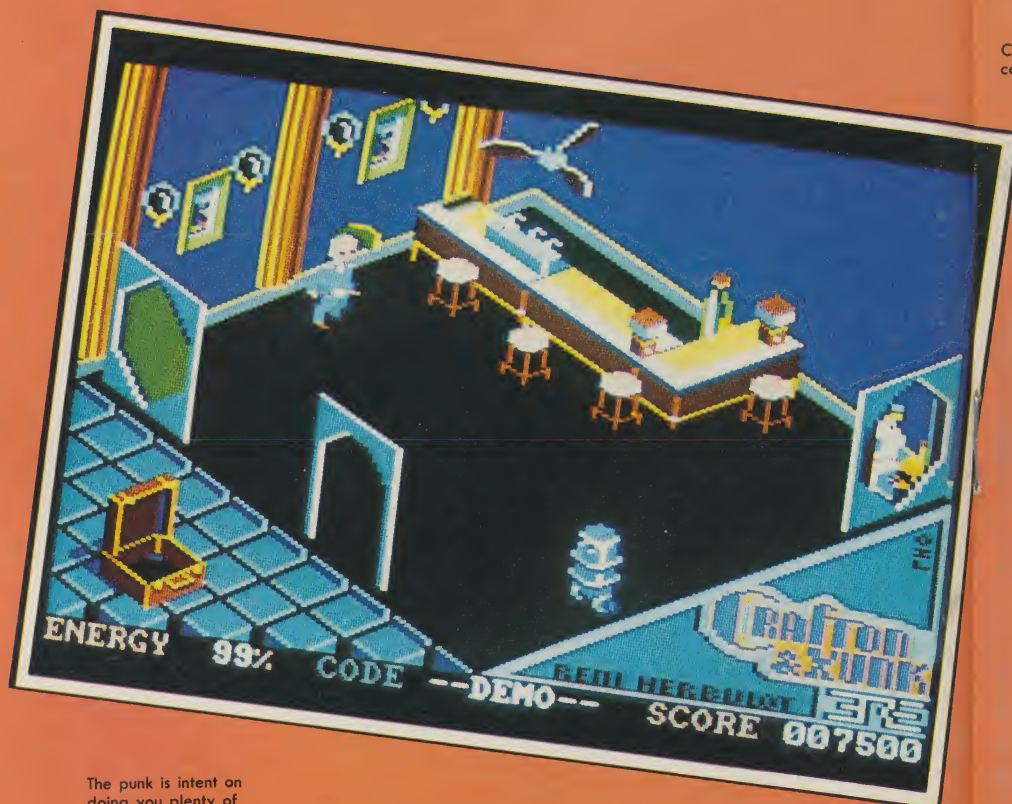 C
co
CRAFTON
& XUNK
REMI HERBULOT
ERE
ENERGY 99% CODE --DEMO-- SCORE 007500
The punk is intent on
doing you plenty of